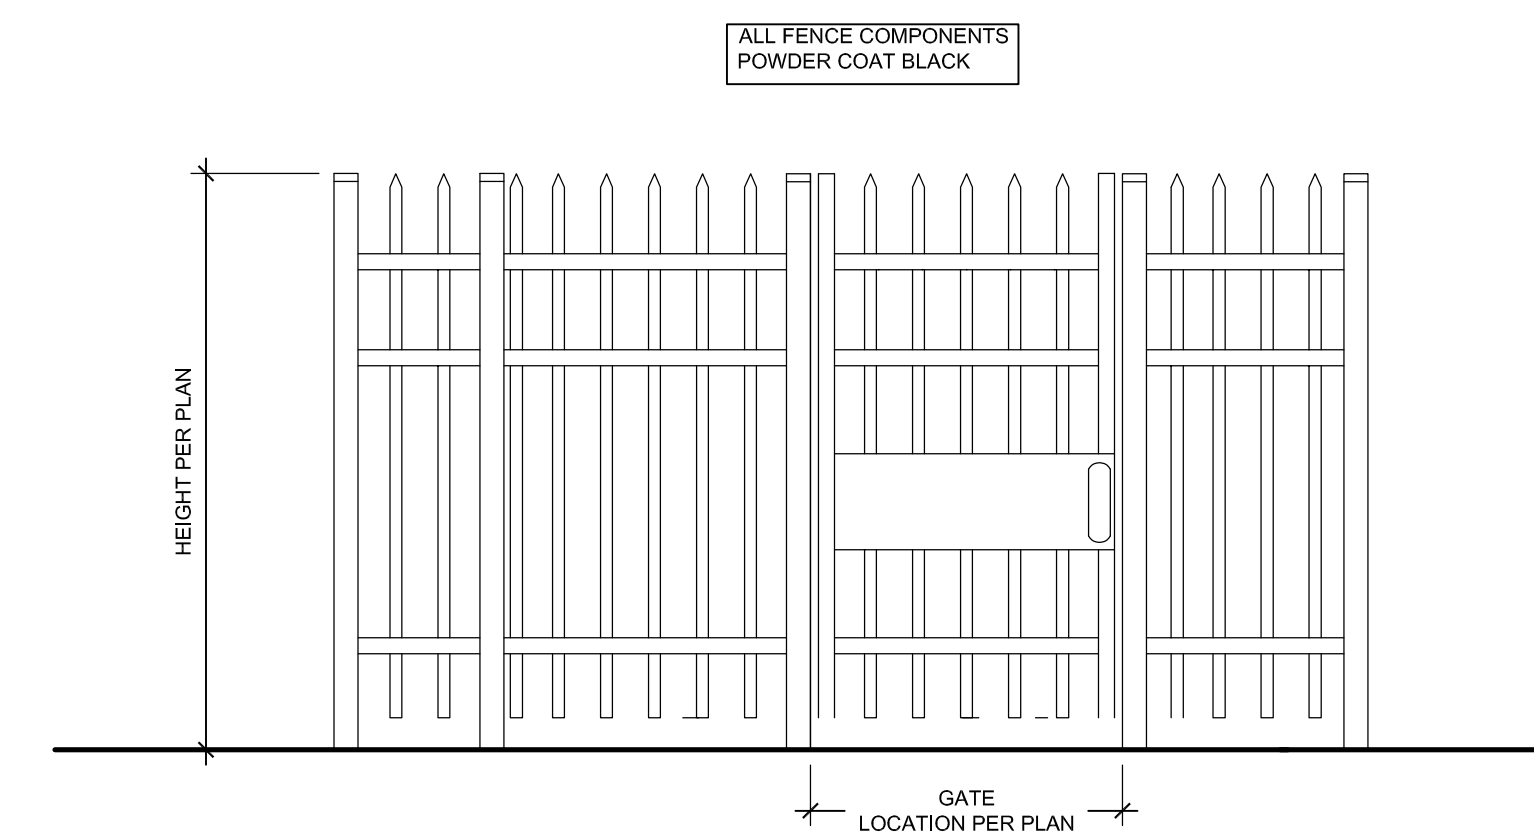 ALL FENCE COMPONENTS
POWDER COAT BLACK
HEIGHT PER PLAN
GATE
LOCATION PER PLAN